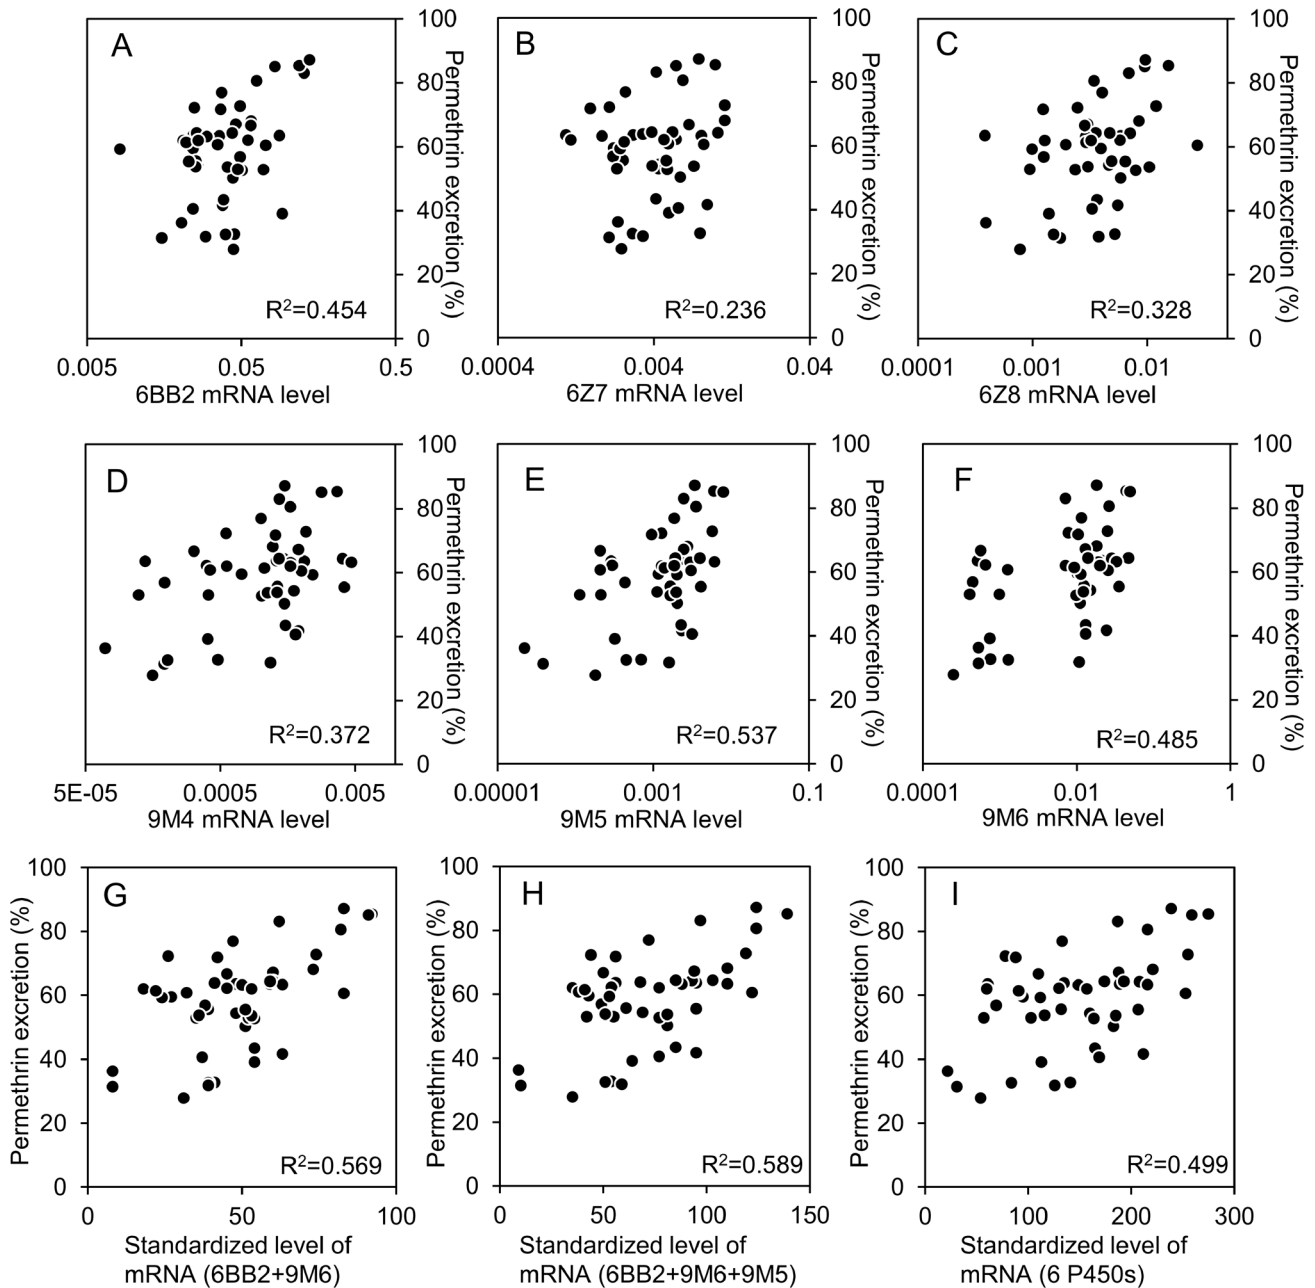 A
100
80
60
40
20
0
Permethrin excretion (%)
R²=0.454
0.005
0.05
0.5
6BB2 mRNA level
B
100
80
60
40
20
0
Permethrin excretion (%)
R²=0.236
0.0004
0.004
0.04
6Z7 mRNA level
C
100
80
60
40
20
0
Permethrin excretion (%)
R²=0.328
0.0001
0.001
0.01
6Z8 mRNA level
D
100
80
60
40
20
0
Permethrin excretion (%)
R²=0.372
5E-05
0.0005
0.005
9M4 mRNA level
E
100
80
60
40
20
0
Permethrin excretion (%)
R²=0.537
0.00001
0.001
0.1
9M5 mRNA level
F
100
80
60
40
20
0
Permethrin excretion (%)
R²=0.485
0.0001
0.01
1
9M6 mRNA level
G
100
80
60
40
20
0
Permethrin excretion (%)
R²=0.569
0
50
100
Standardized level of
mRNA (6BB2+9M6)
H
100
80
60
40
20
0
Permethrin excretion (%)
R²=0.589
0
50
100
150
Standardized level of
mRNA (6BB2+9M6+9M5)
I
100
80
60
40
20
0
Permethrin excretion (%)
R²=0.499
0
100
200
300
Standardized level of
mRNA (6 P450s)